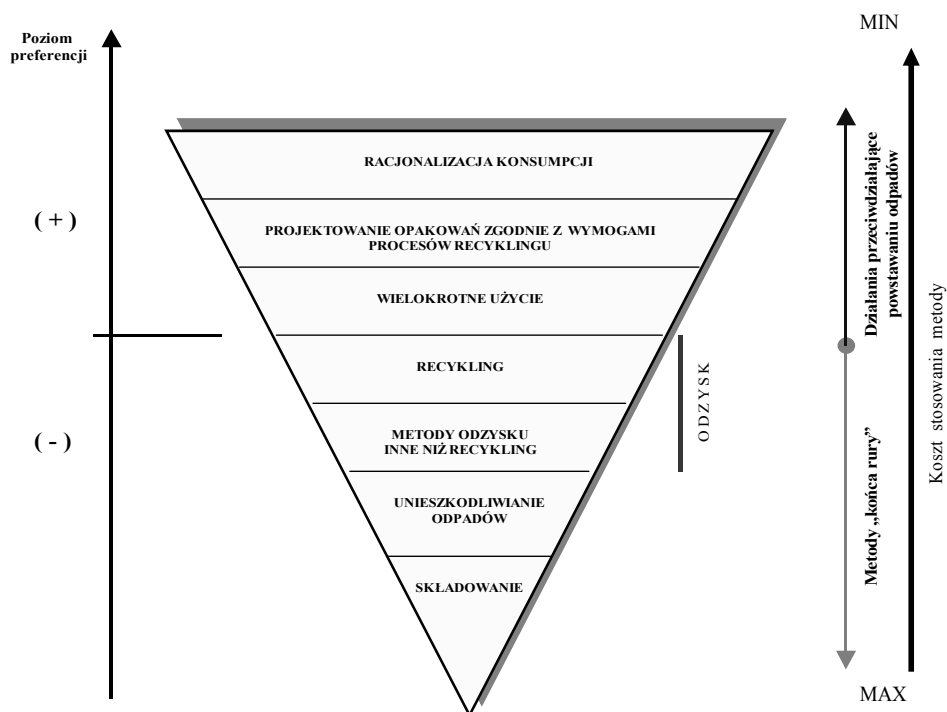 Poziom
preferencji
MIN
RACJONALIZACJA KONSUMPCJI
( + )
PROJEKTOWANIE OPAKOWAŃ ZGODNIE Z WYMOGAMI
PROCESÓW RECYKLINGU
WIELOKROTNE UŻYCIE
RECYKLING
( - )
METODY ODZYSKU
INNE NIŻ RECYKLING
UNIESZKODLIWIANIE
ODPADÓW
SKŁADOWANIE
ODZYSK
Działania przeciwdziałające
powstawaniu odpadów
Metody „końca rury”
Koszt stosowania metody
MAX